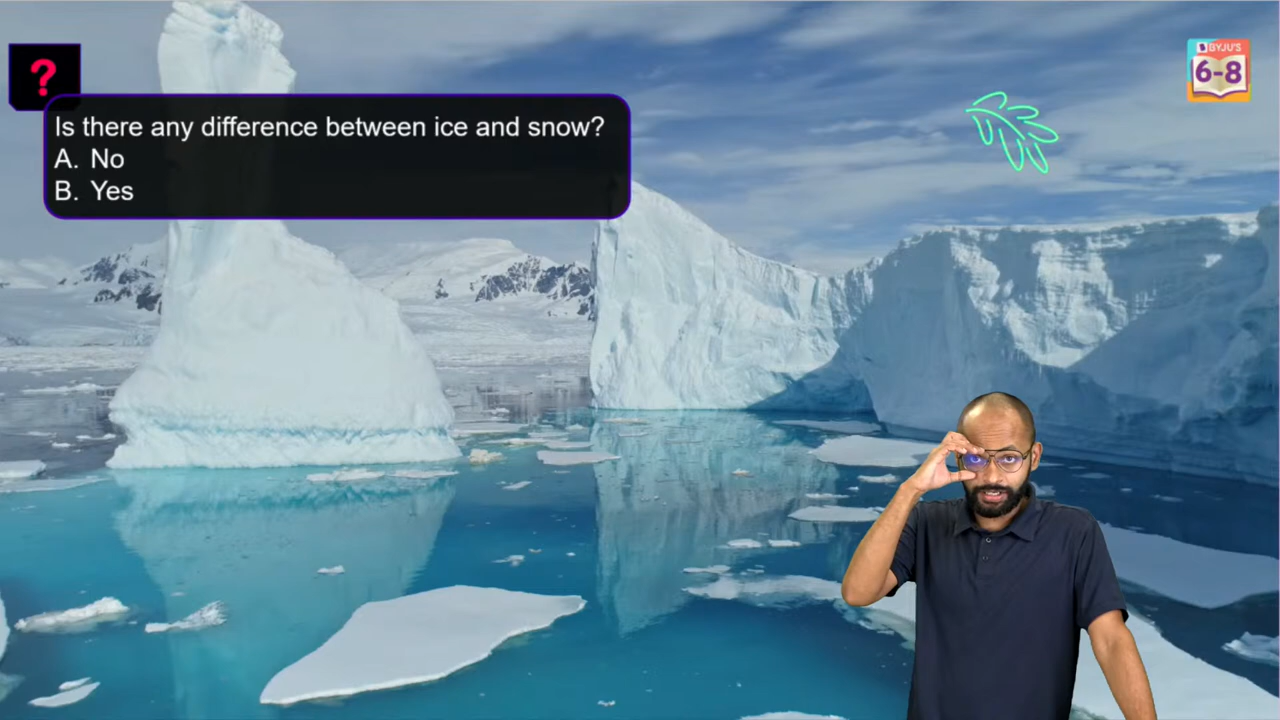 ?
Is there any difference between ice and snow?
A. No
B. Yes
BYJU'S
6-8